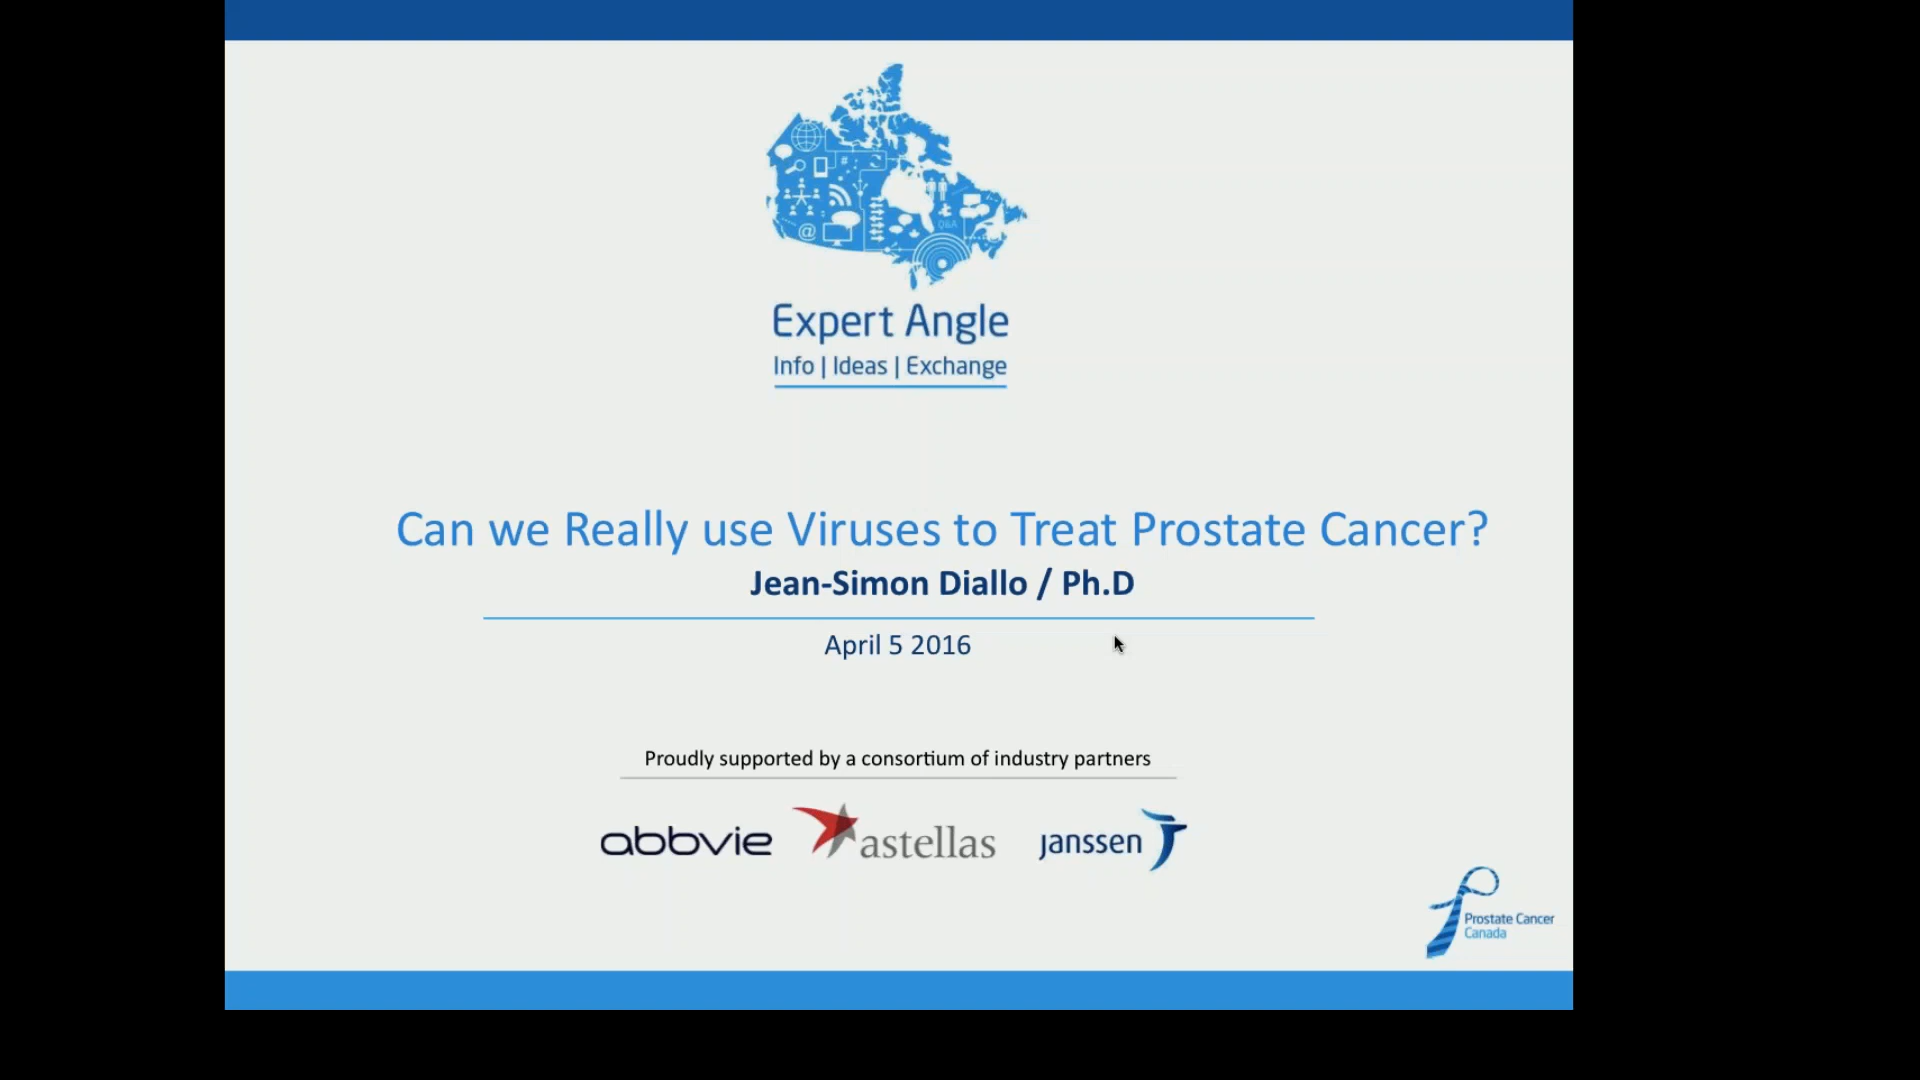 #
@
Q&A
Expert Angle
Info | Ideas | Exchange
Can we Really use Viruses to Treat Prostate Cancer?
Jean-Simon Diallo / Ph.D
April 5 2016
Proudly supported by a consortium of industry partners
abbvie
astellas
janssen
Prostate Cancer
Canada